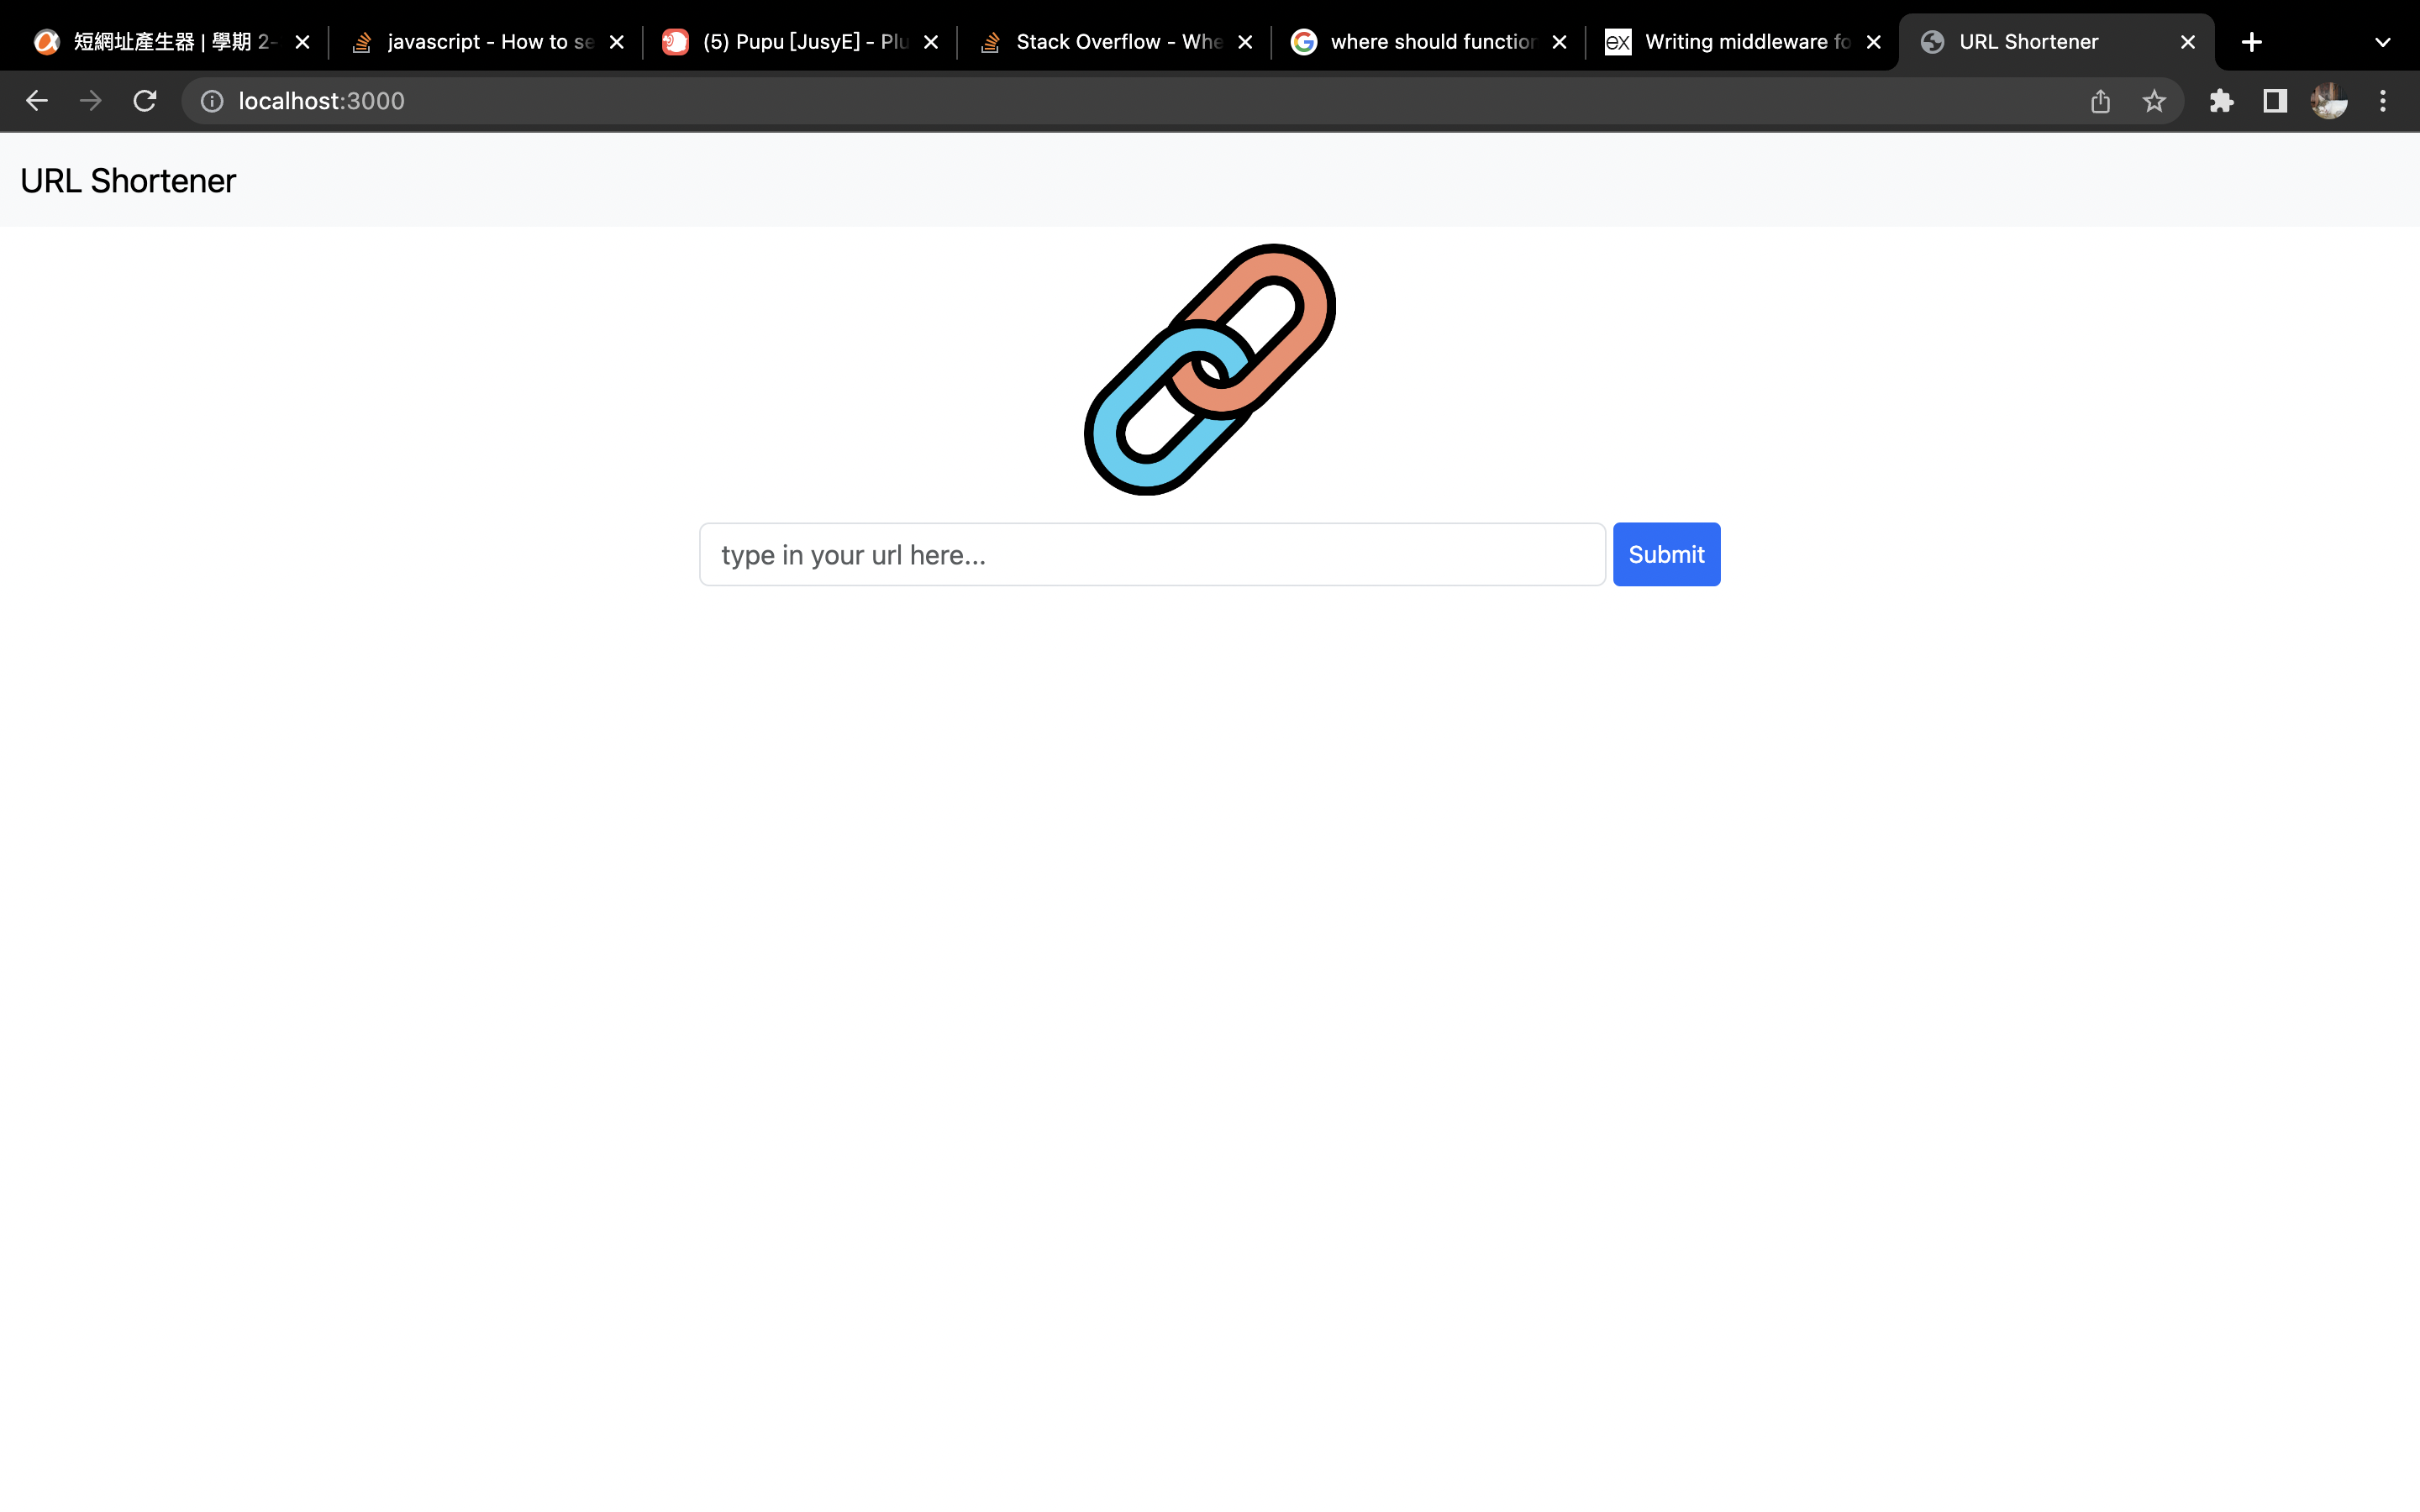 短網址產生器 | 學期 2-
javascript - How to se
(5) Pupu [JusyE] - Plu
Stack Overflow - Whe
where should function
ex
Writing middleware fo
URL Shortener
localhost:3000
URL Shortener
type in your url here...
Submit